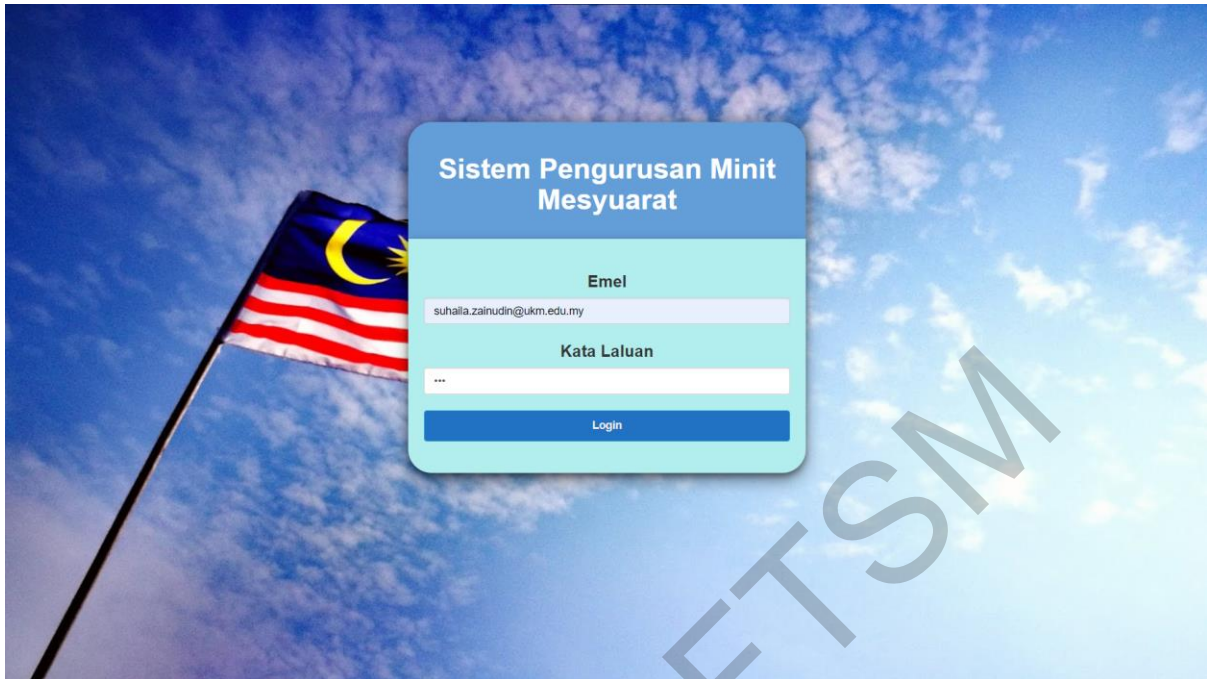 Sistem Pengurusan Minit
Mesyuarat
Emel
suhaila.zainudin@ukm.edu.my
Kata Laluan
•••
Login
FTSM